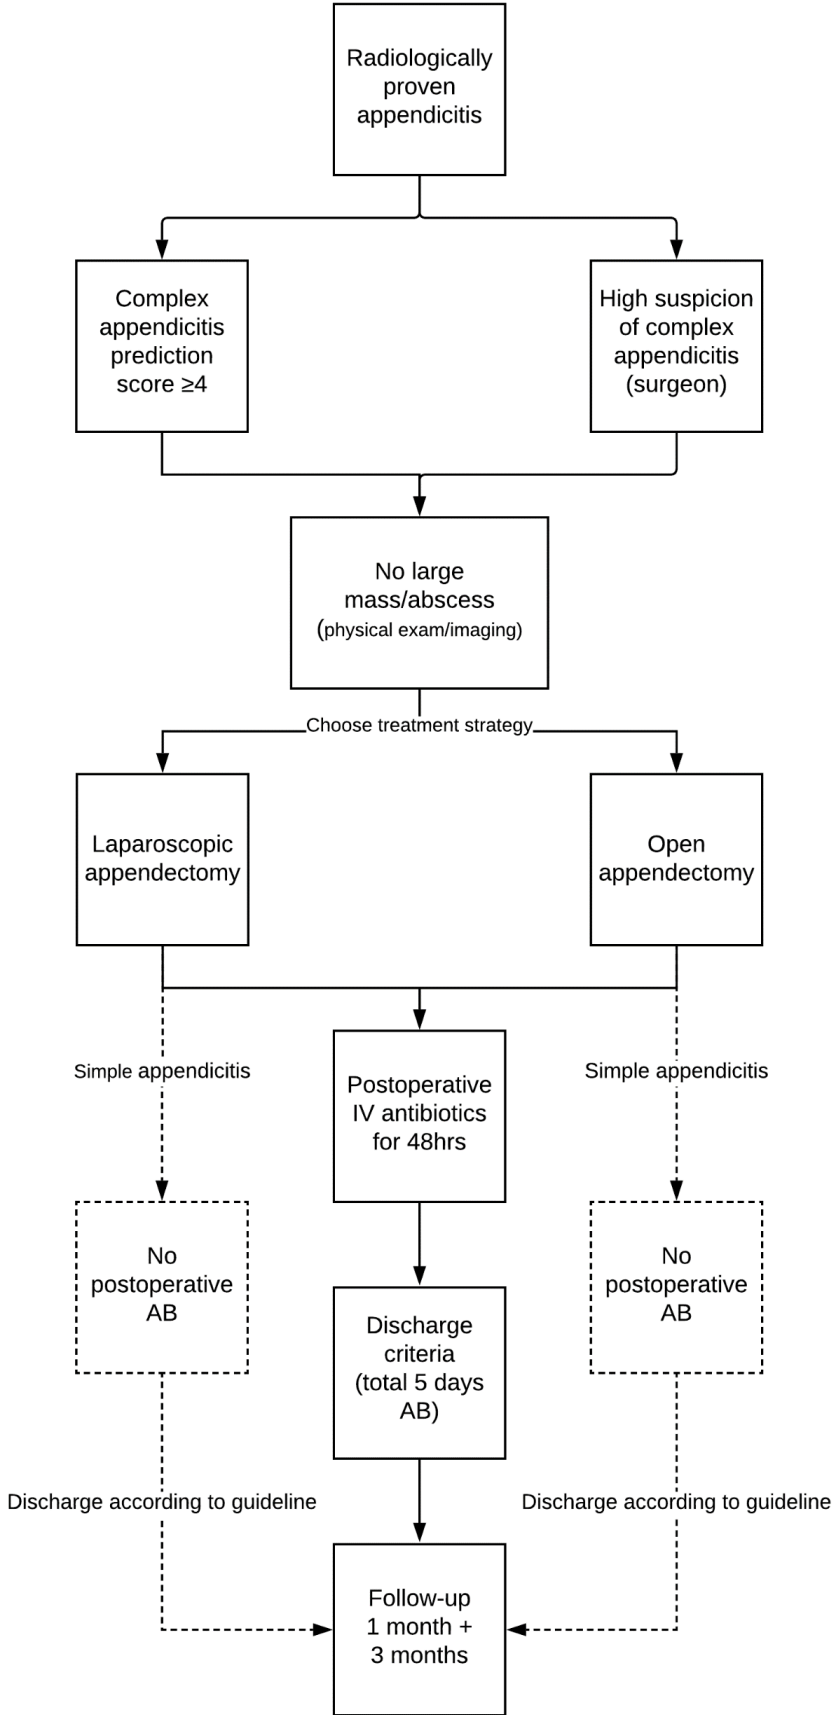 Radiologically
proven
appendicitis
Complex
appendicitis
prediction
score ≥4
High suspicion
of complex
appendicitis
(surgeon)
No large
mass/abscess
(physical exam/imaging)
Choose treatment strategy
Laparoscopic
appendectomy
Open
appendectomy
Simple appendicitis
Simple appendicitis
Postoperative
IV antibiotics
for 48hrs
No
postoperative
AB
No
postoperative
AB
Discharge
criteria
(total 5 days
AB)
Discharge according to guideline
Discharge according to guideline
Follow-up
1 month +
3 months